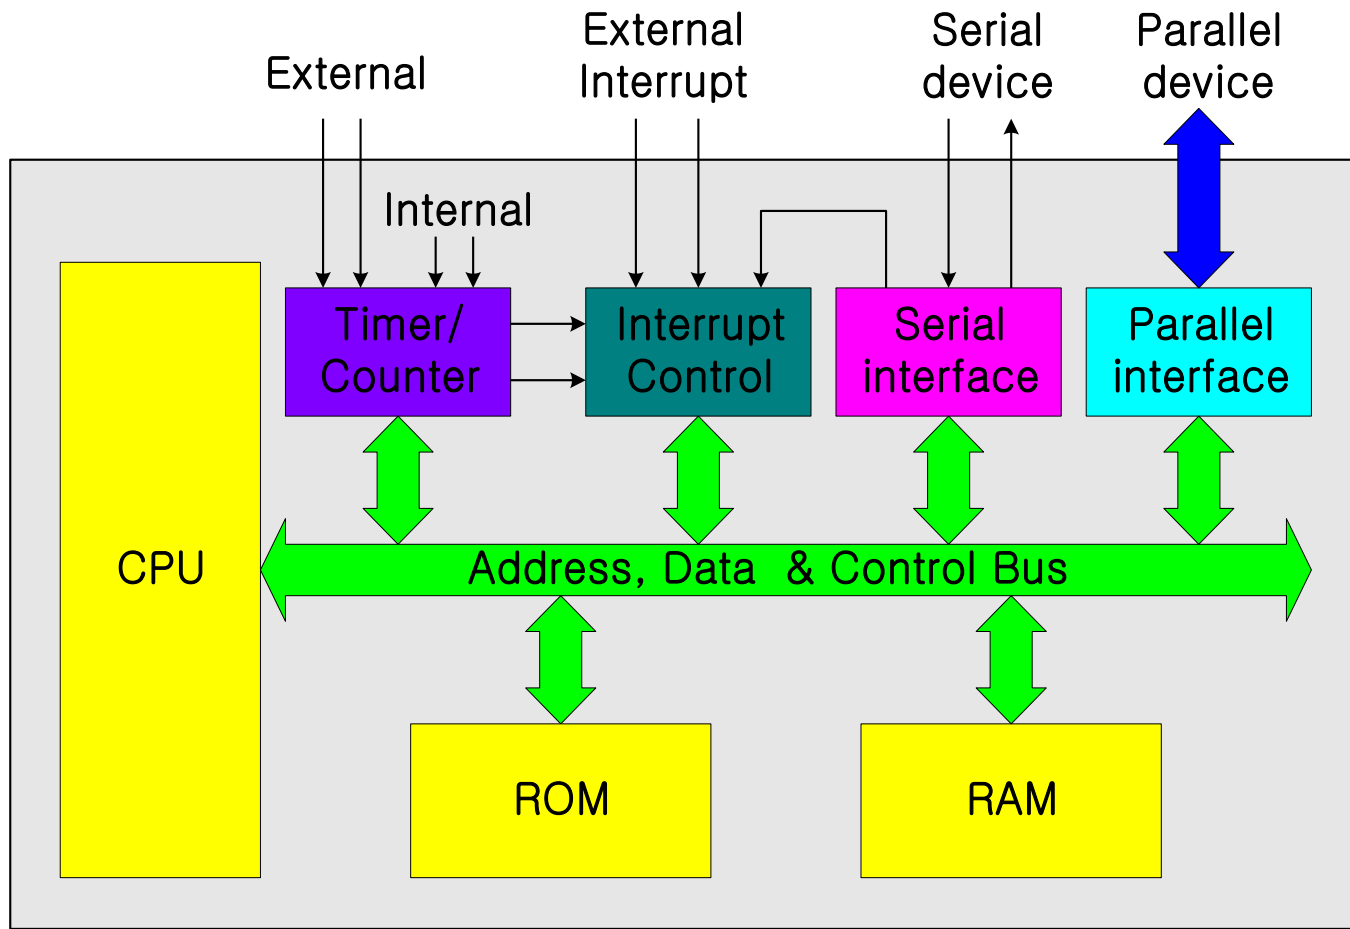 External
External
Interrupt
Serial
device
Parallel
device
Internal
Timer/
Counter
Interrupt
Control
Serial
interface
Parallel
interface
CPU
Address, Data & Control Bus
ROM
RAM